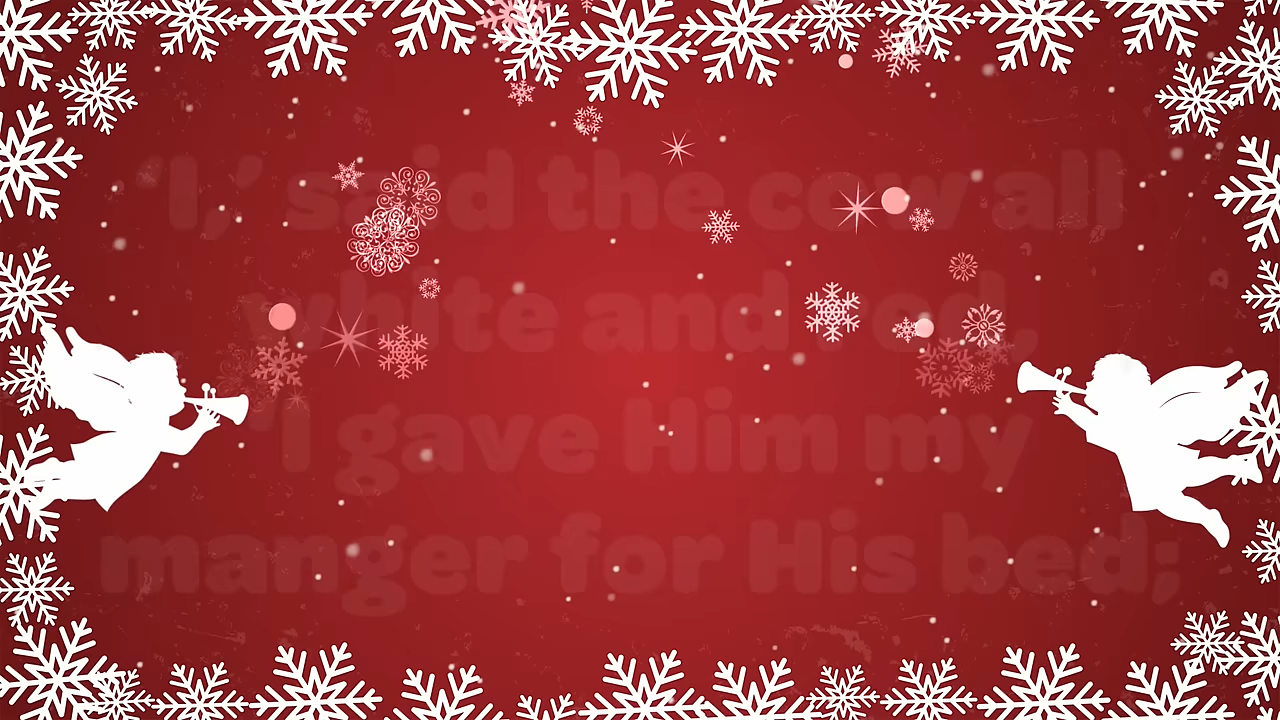 ‘I,’ said the cow all
white and red,
“I gave Him my
manger for His bed;